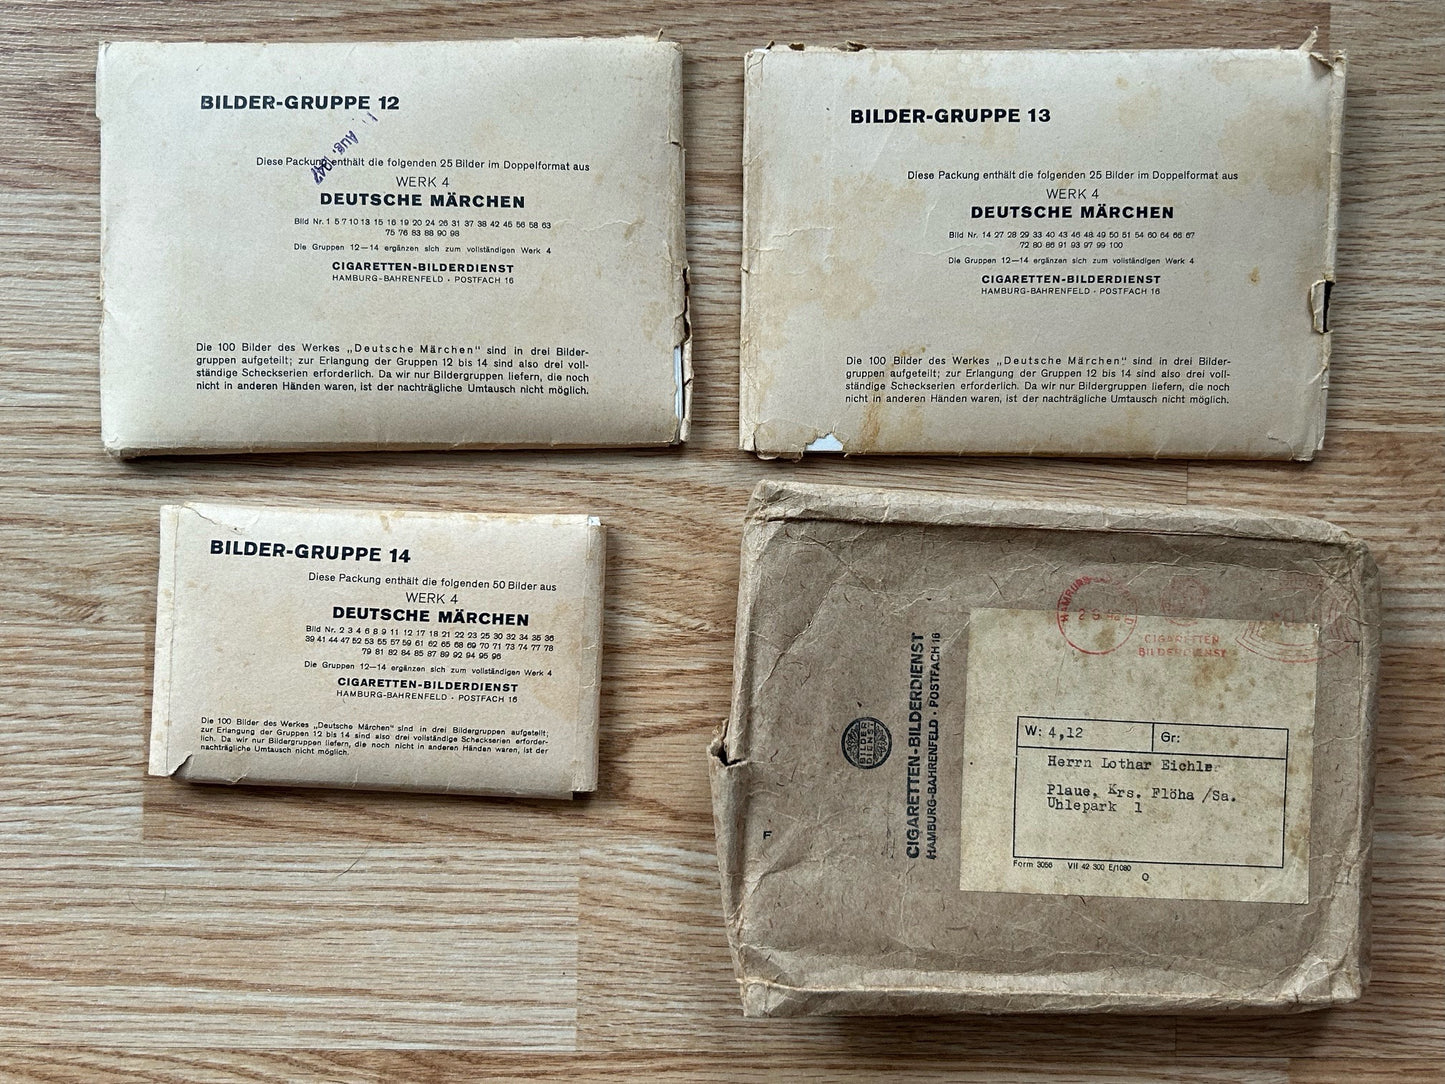 BILDER-GRUPPE 12
Aug. 1947
Diese Packung enthält die folgenden 25 Bilder im Doppelformat aus
WERK 4
DEUTSCHE MÄRCHEN
Bild Nr. 1 5 7 10 13 15 16 19 20 24 26 31 37 38 42 45 56 58 63
75 76 83 88 90 98
Die Gruppen 12—14 ergänzen sich zum vollständigen Werk 4
CIGARETTEN-BILDERDIENST
HAMBURG-BAHRENFELD · POSTFACH 16
Die 100 Bilder des Werkes „Deutsche Märchen" sind in drei Bilder-
gruppen aufgeteilt; zur Erlangung der Gruppen 12 bis 14 sind also drei voll-
ständige Scheckserien erforderlich. Da wir nur Bildergruppen liefern, die noch
nicht in anderen Händen waren, ist der nachträgliche Umtausch nicht möglich.
BILDER-GRUPPE 13
Diese Packung enthält die folgenden 25 Bilder im Doppelformat aus
WERK 4
DEUTSCHE MÄRCHEN
Bild Nr. 14 27 28 29 33 40 43 46 48 49 50 51 54 60 64 66 67
72 80 86 91 93 97 99 100
Die Gruppen 12—14 ergänzen sich zum vollständigen Werk 4
CIGARETTEN-BILDERDIENST
HAMBURG-BAHRENFELD · POSTFACH 16
Die 100 Bilder des Werkes „Deutsche Märchen" sind in drei Bilder-
gruppen aufgeteilt; zur Erlangung der Gruppen 12 bis 14 sind also drei voll-
ständige Scheckserien erforderlich. Da wir nur Bildergruppen liefern, die noch
nicht in anderen Händen waren, ist der nachträgliche Umtausch nicht möglich.
BILDER-GRUPPE 14
Diese Packung enthält die folgenden 50 Bilder aus
WERK 4
DEUTSCHE MÄRCHEN
Bild Nr. 2 3 4 6 8 9 11 12 17 18 21 22 23 25 30 32 34 35 36
39 41 44 47 52 53 55 57 59 61 62 65 68 69 70 71 73 74 77 78
79 81 82 84 85 87 89 92 94 95 96
Die Gruppen 12—14 ergänzen sich zum vollständigen Werk 4
CIGARETTEN-BILDERDIENST
HAMBURG-BAHRENFELD · POSTFACH 16
Die 100 Bilder des Werkes „Deutsche Märchen" sind in drei Bildergruppen aufgeteilt;
zur Erlangung der Gruppen 12 bis 14 sind also drei vollständige Scheckserien erforder-
lich. Da wir nur Bildergruppen liefern, die noch nicht in anderen Händen waren, ist der
nachträgliche Umtausch nicht möglich.
BILDER
DIENST
CIGARETTEN-BILDERDIENST
HAMBURG-BAHRENFELD · POSTFACH 16
F
HAMBURG
CIGARETTEN
BILDERDIENST
W: 4,12
Gr:
Herrn Lothar Eichler
Plaue, Krs. Flöha /Sa.
Uhlepark 1
Form 3056 VII 42 300 E/1080